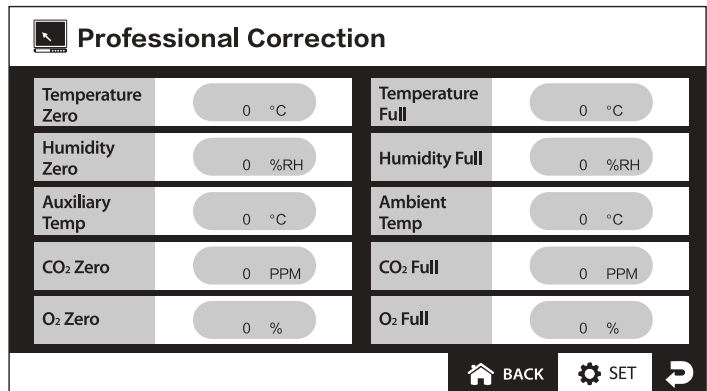 Professional Correction
Temperature Zero 0 °C Temperature Full 0 °C
Humidity Zero 0 %RH Humidity Full 0 %RH
Auxiliary Temp 0 °C Ambient Temp 0 °C
CO₂ Zero 0 PPM CO₂ Full 0 PPM
O₂ Zero 0 % O₂ Full 0 %
BACK SET